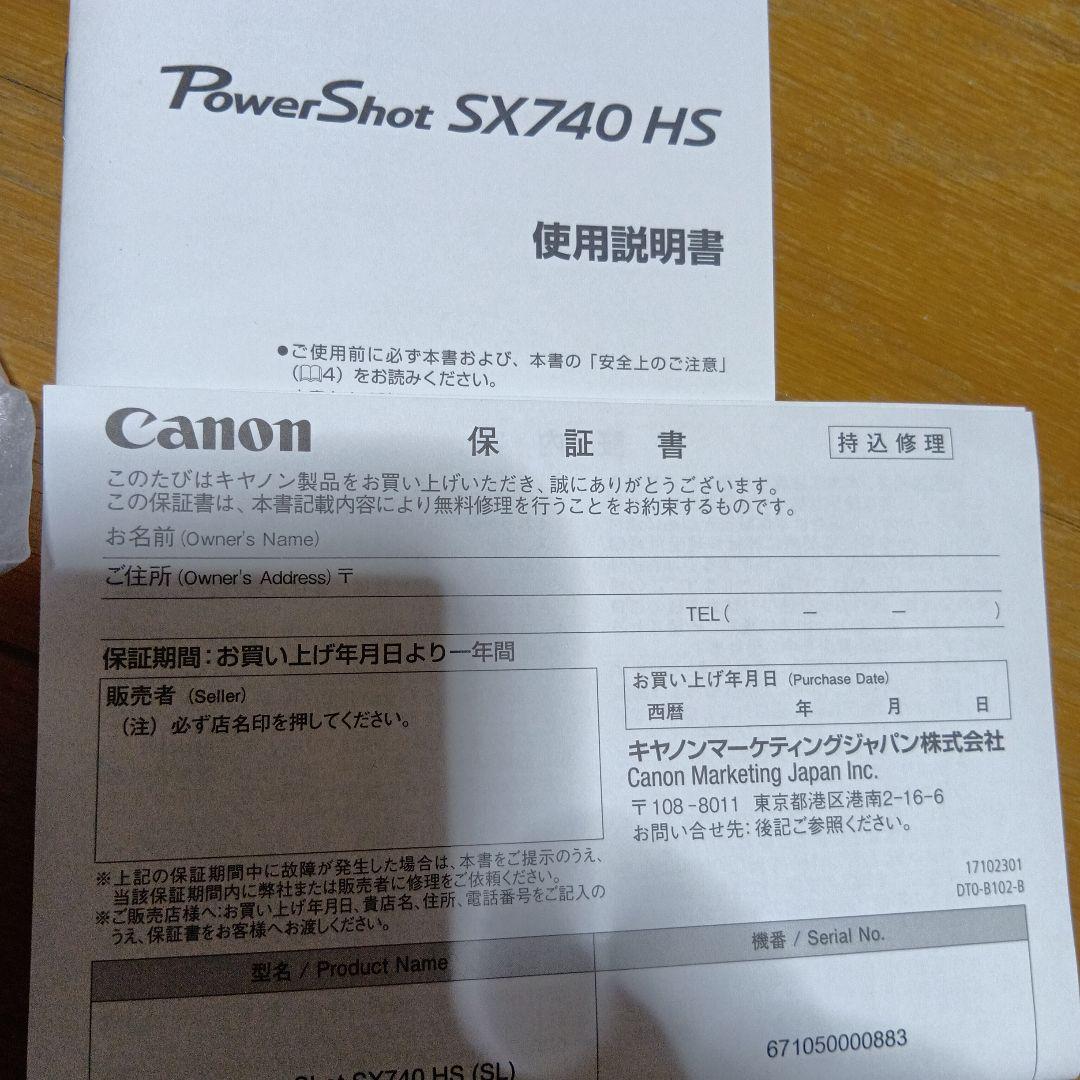 PowerShot SX740 HS
使用説明書
●ご使用前に必ず本書および、本書の「安全上のご注意」
(📖4) をお読みください。
Canon 保証書 持込修理
このたびはキヤノン製品をお買い上げいただき、誠にありがとうございます。
この保証書は、本書記載内容により無料修理を行うことをお約束するものです。
お名前 (Owner's Name)
ご住所 (Owner's Address) 〒
TEL( － － )
保証期間：お買い上げ年月日より一年間
販売者 (Seller)
(注) 必ず店名印を押してください。
お買い上げ年月日 (Purchase Date)
西暦 年 月 日
キヤノンマーケティングジャパン株式会社
Canon Marketing Japan Inc.
〒108-8011 東京都港区港南2-16-6
お問い合せ先：後記ご参照ください。
※上記の保証期間中に故障が発生した場合は、本書をご提示のうえ、
当該保証期間内に弊社または販売者に修理をご依頼ください。
※ご販売店様へ：お買い上げ年月日、貴店名、住所、電話番号をご記入の
うえ、保証書をお客様へお渡しください。
17102301
DT0-B102-B
型名 / Product Name 機番 / Serial No.
Shot SX740 HS (SL) 671050000883